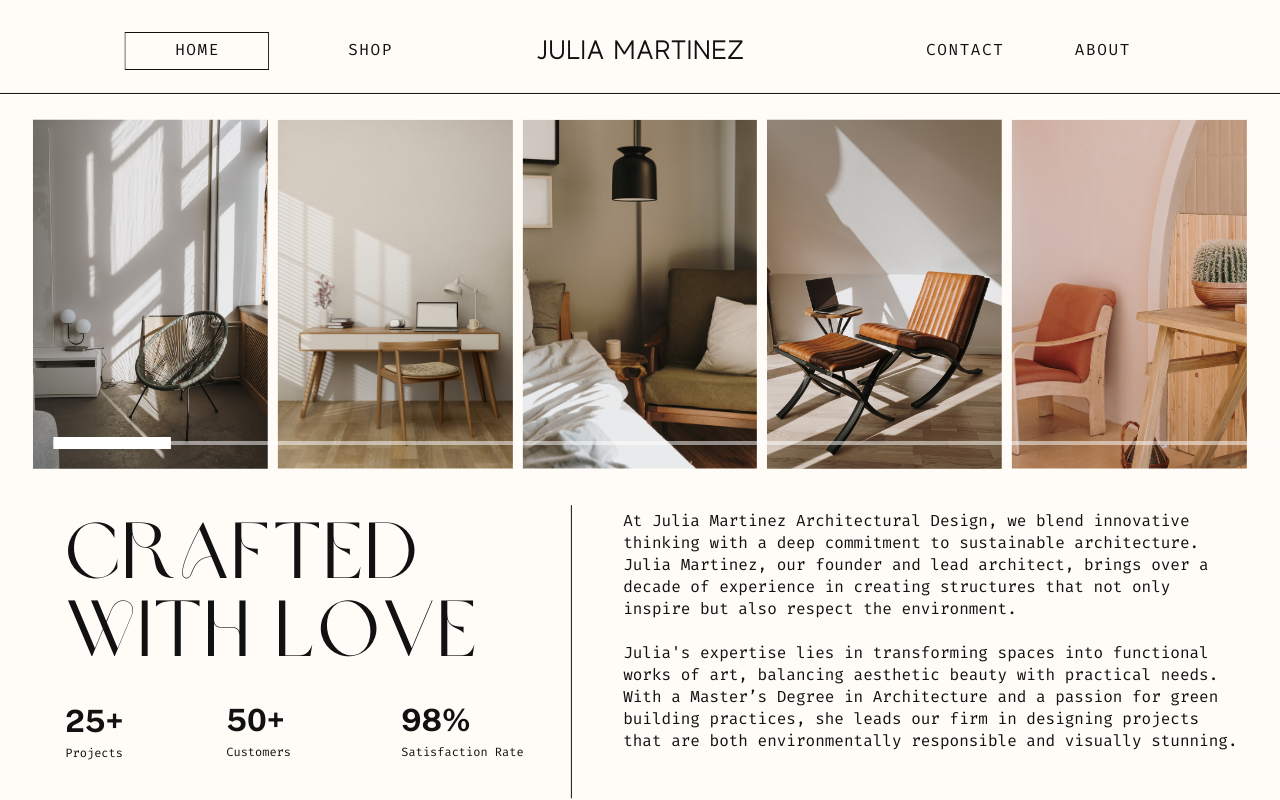 HOME
SHOP
JULIA MARTINEZ
CONTACT
ABOUT
CRAFTED
WITH LOVE
25+
Projects
50+
Customers
98%
Satisfaction Rate
At Julia Martinez Architectural Design, we blend innovative
thinking with a deep commitment to sustainable architecture.
Julia Martinez, our founder and lead architect, brings over a
decade of experience in creating structures that not only
inspire but also respect the environment.
Julia's expertise lies in transforming spaces into functional
works of art, balancing aesthetic beauty with practical needs.
With a Master’s Degree in Architecture and a passion for green
building practices, she leads our firm in designing projects
that are both environmentally responsible and visually stunning.